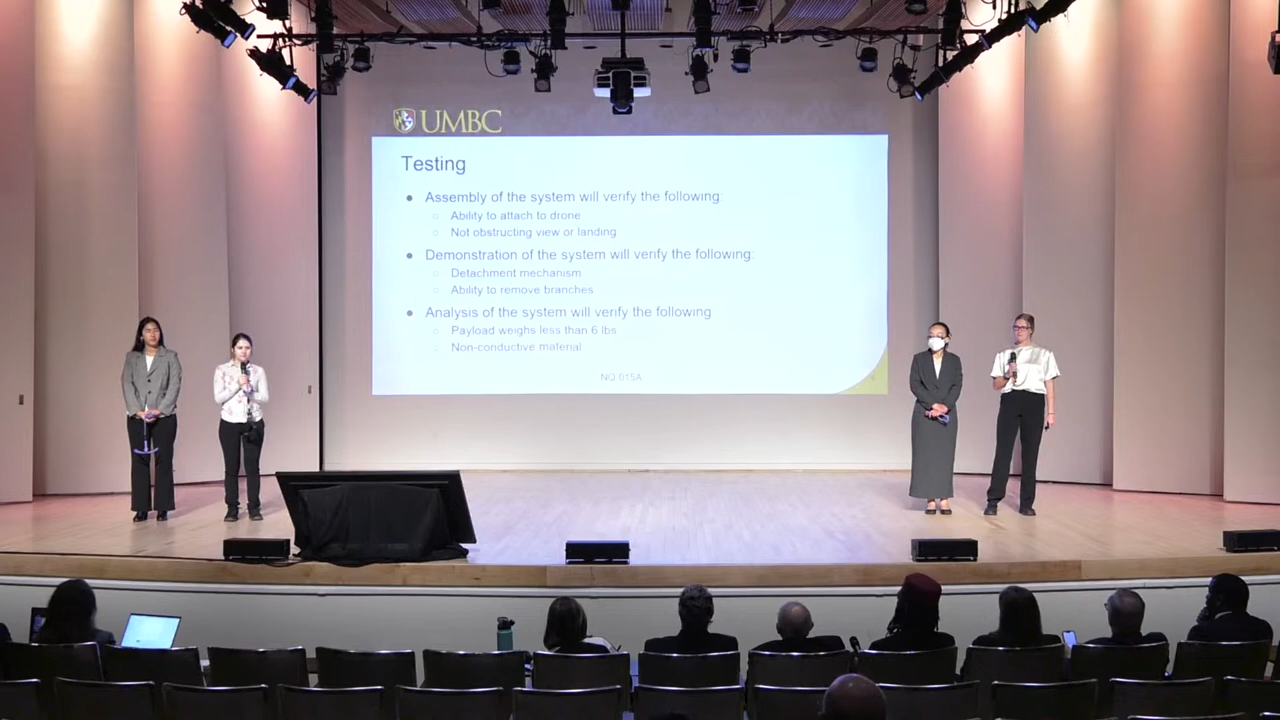 UMBC
Testing
● Assembly of the system will verify the following:
○ Ability to attach to drone
○ Not obstructing view or landing
● Demonstration of the system will verify the following:
○ Detachment mechanism
○ Ability to remove branches
● Analysis of the system will verify the following
○ Payload weighs less than 6 lbs
○ Non-conductive material
NQ 015A